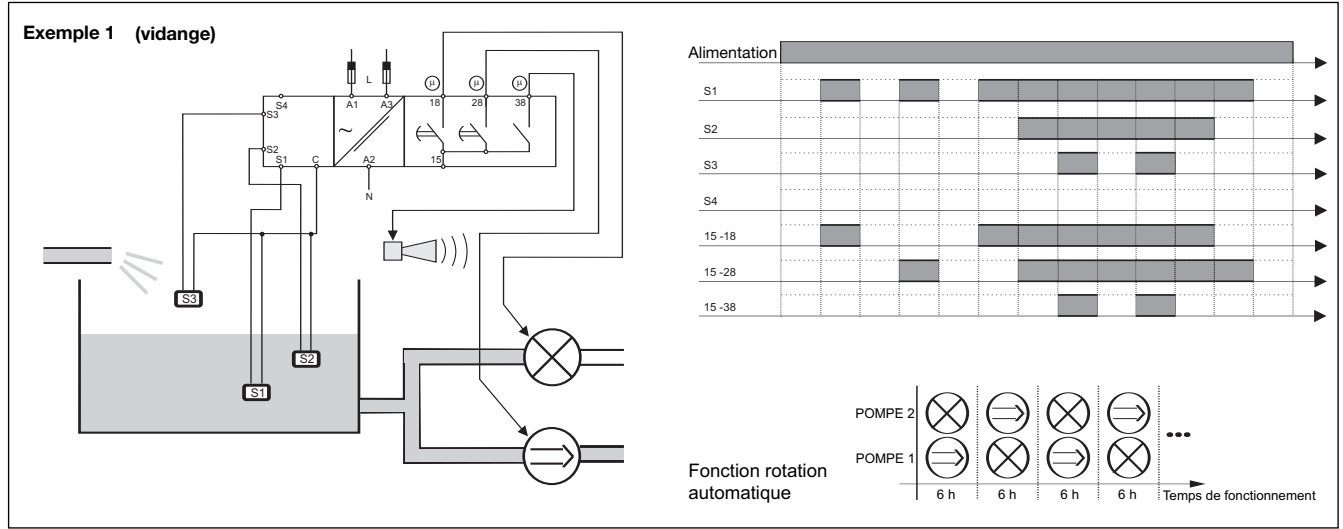 Exemple 1 (vidange)
L
µ µ µ
S4 A1 A3 18 28 38
S3
~
S2
S1 C A2 15
N
S3
S2
S1
Alimentation
S1
S2
S3
S4
15 -18
15 -28
15 -38
POMPE 2
POMPE 1
...
Fonction rotation
automatique
6 h 6 h 6 h 6 h Temps de fonctionnement